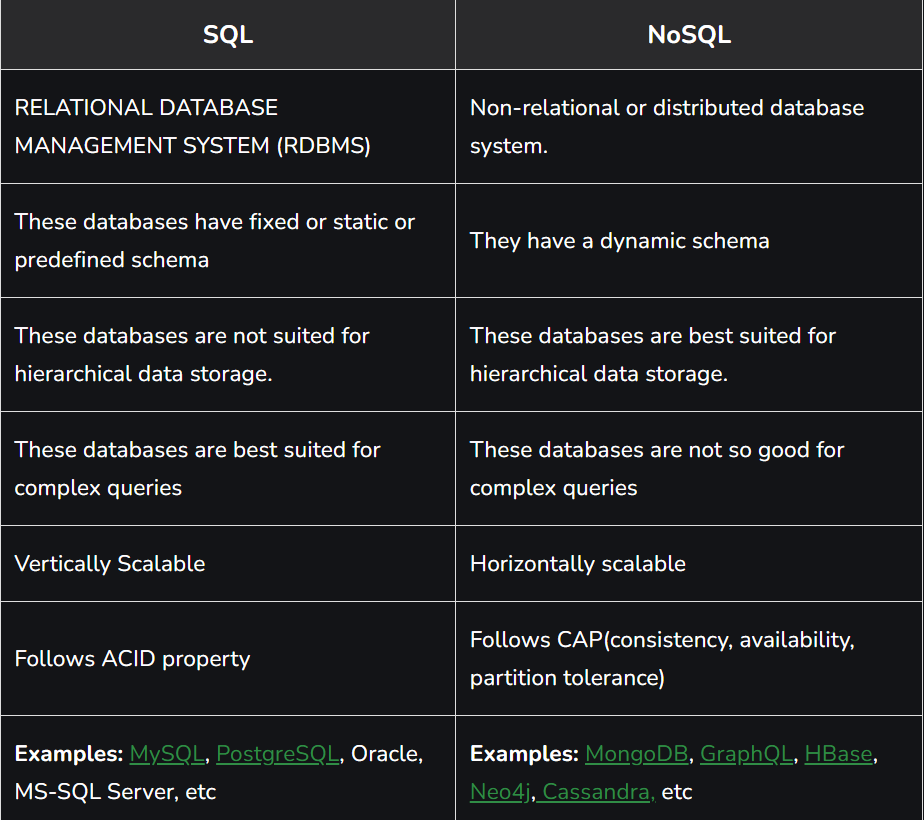 SQL
NoSQL
RELATIONAL DATABASE
MANAGEMENT SYSTEM (RDBMS)
Non-relational or distributed database
system.
These databases have fixed or static or
predefined schema
They have a dynamic schema
These databases are not suited for
hierarchical data storage.
These databases are best suited for
hierarchical data storage.
These databases are best suited for
complex queries
These databases are not so good for
complex queries
Vertically Scalable
Horizontally scalable
Follows ACID property
Follows CAP(consistency, availability,
partition tolerance)
Examples: MySQL, PostgreSQL, Oracle,
MS-SQL Server, etc
Examples: MongoDB, GraphQL, HBase,
Neo4j, Cassandra, etc